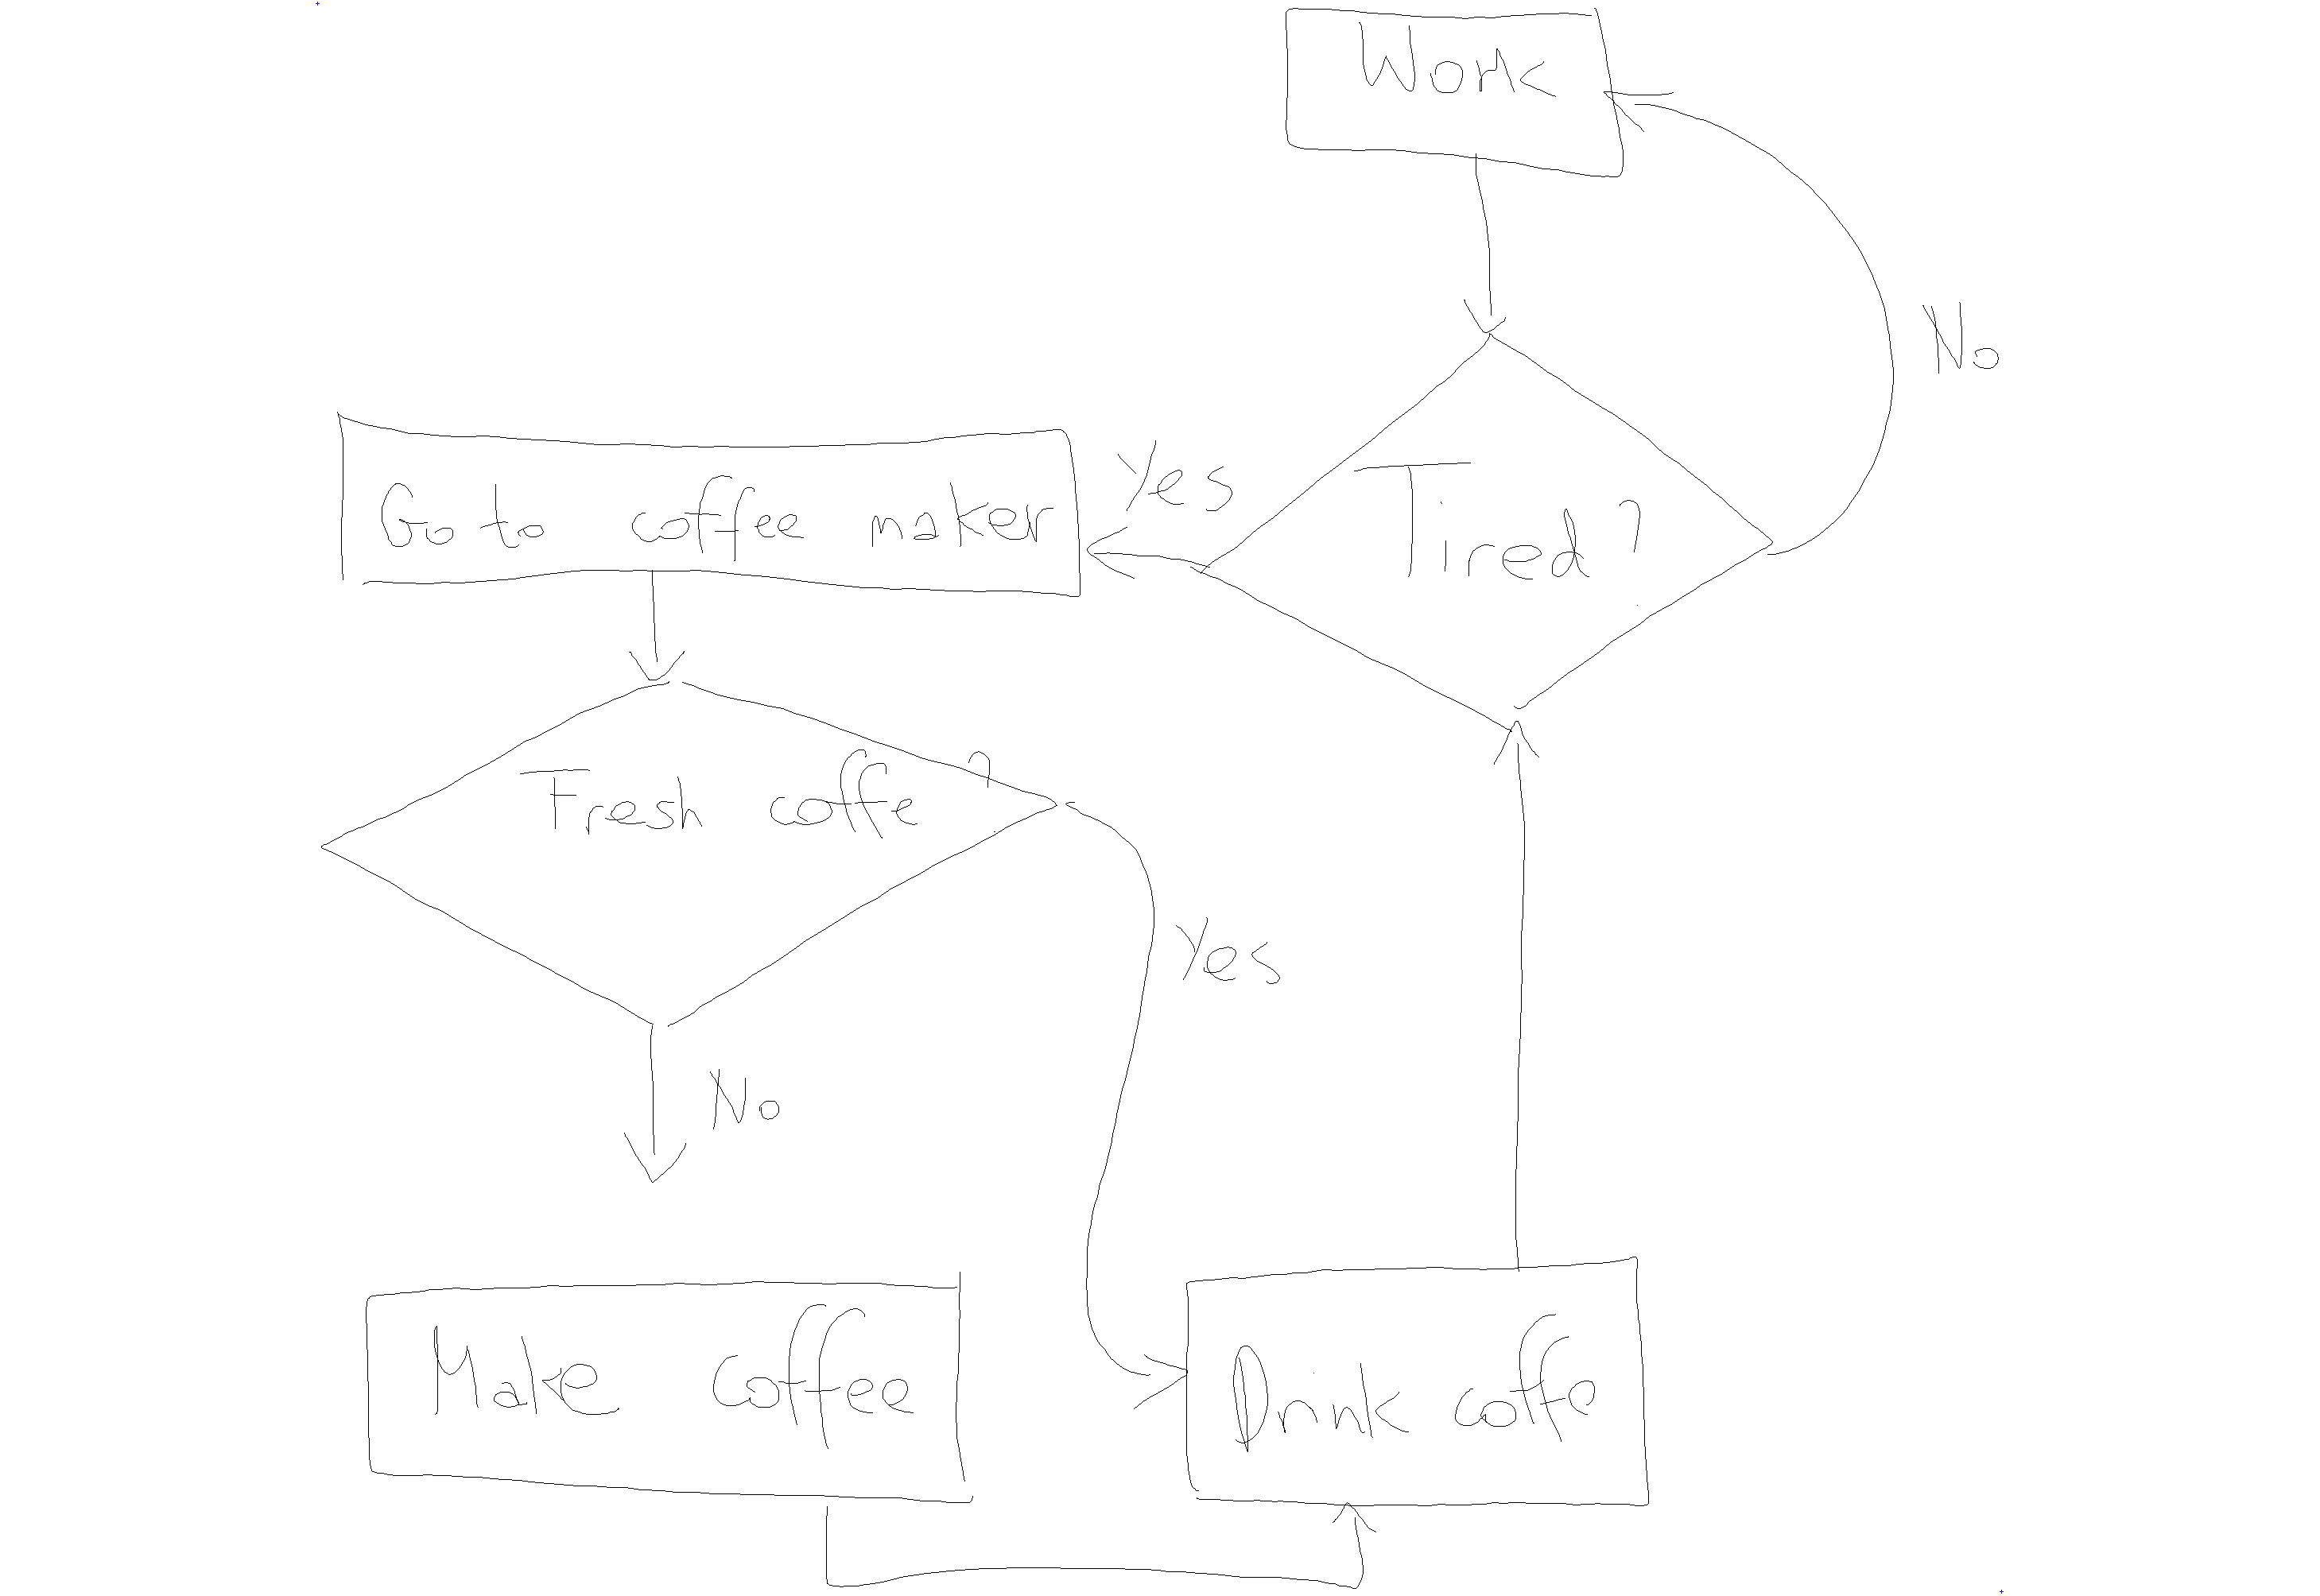 Work
No
Yes
Go to coffee maker
Tired?
Fresh coffe?
Yes
No
Make coffee
Drink coffe